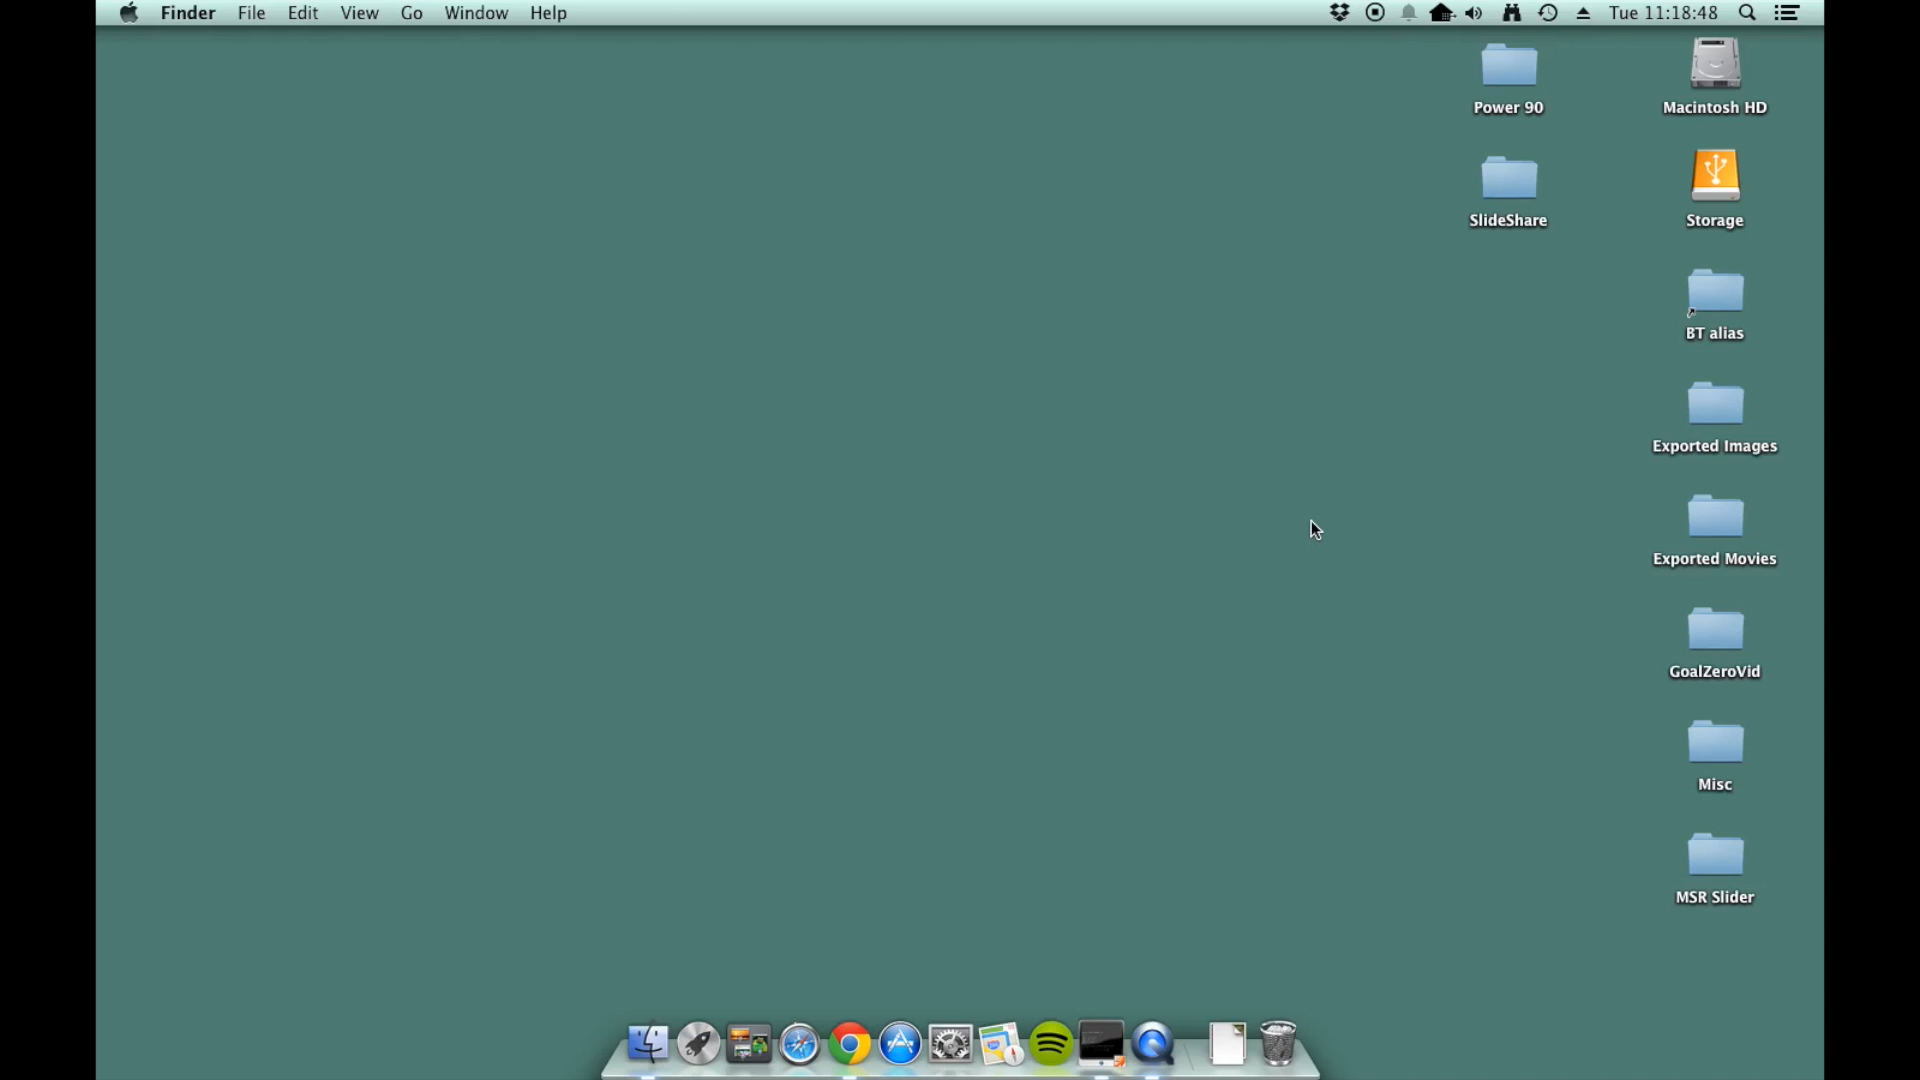 Finder File Edit View Go Window Help Tue 11:18:48
Power 90
Macintosh HD
SlideShare
Storage
BT alias
Exported Images
Exported Movies
GoalZeroVid
Misc
MSR Slider